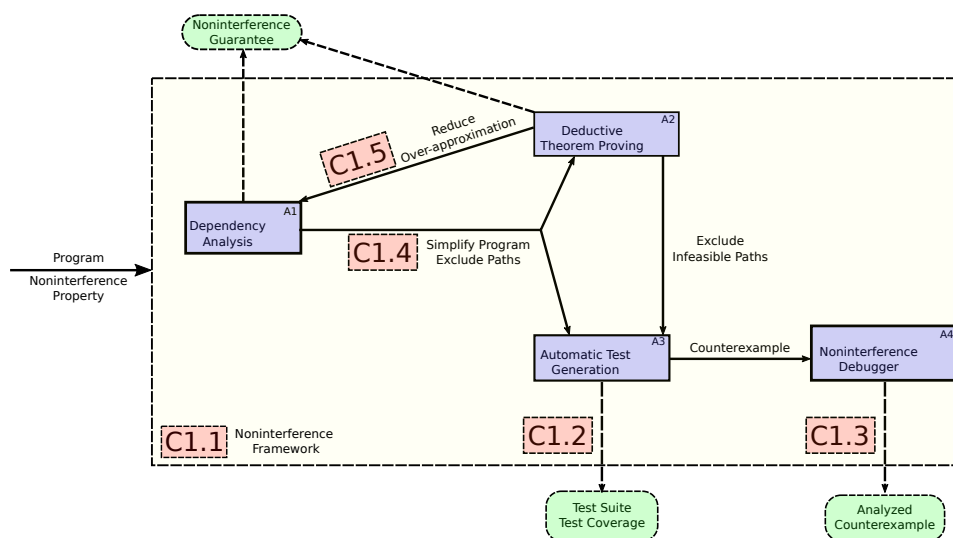 Noninterference
Guarantee
A2
Deductive
Theorem Proving
Reduce
Over-approximation
C1.5
A1
Dependency
Analysis
C1.4
Simplify Program
Exclude Paths
Exclude
Infeasible Paths
Program
Noninterference
Property
A3
Automatic Test
Generation
Counterexample
A4
Noninterference
Debugger
C1.1
Noninterference
Framework
C1.2
C1.3
Test Suite
Test Coverage
Analyzed
Counterexample